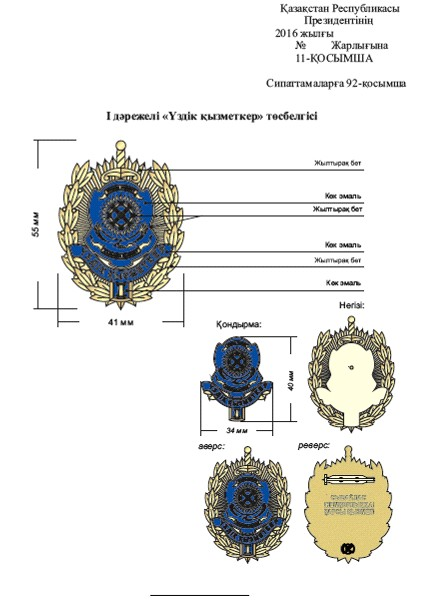 Қазақстан Республикасы
Президентінің
2016 жылғы
№ Жарлығына
11-ҚОСЫМША
Сипаттамаларға 92-қосымша
І дәрежелі «Үздік қызметкер» төсбелгісі
Жылтырақ бет
Көк эмаль
Жылтырақ бет
Көк эмаль
Жылтырақ бет
Көк эмаль
55 мм
41 мм
Негізі:
Қондырма:
40 мм
34 мм
аверс:
реверс: